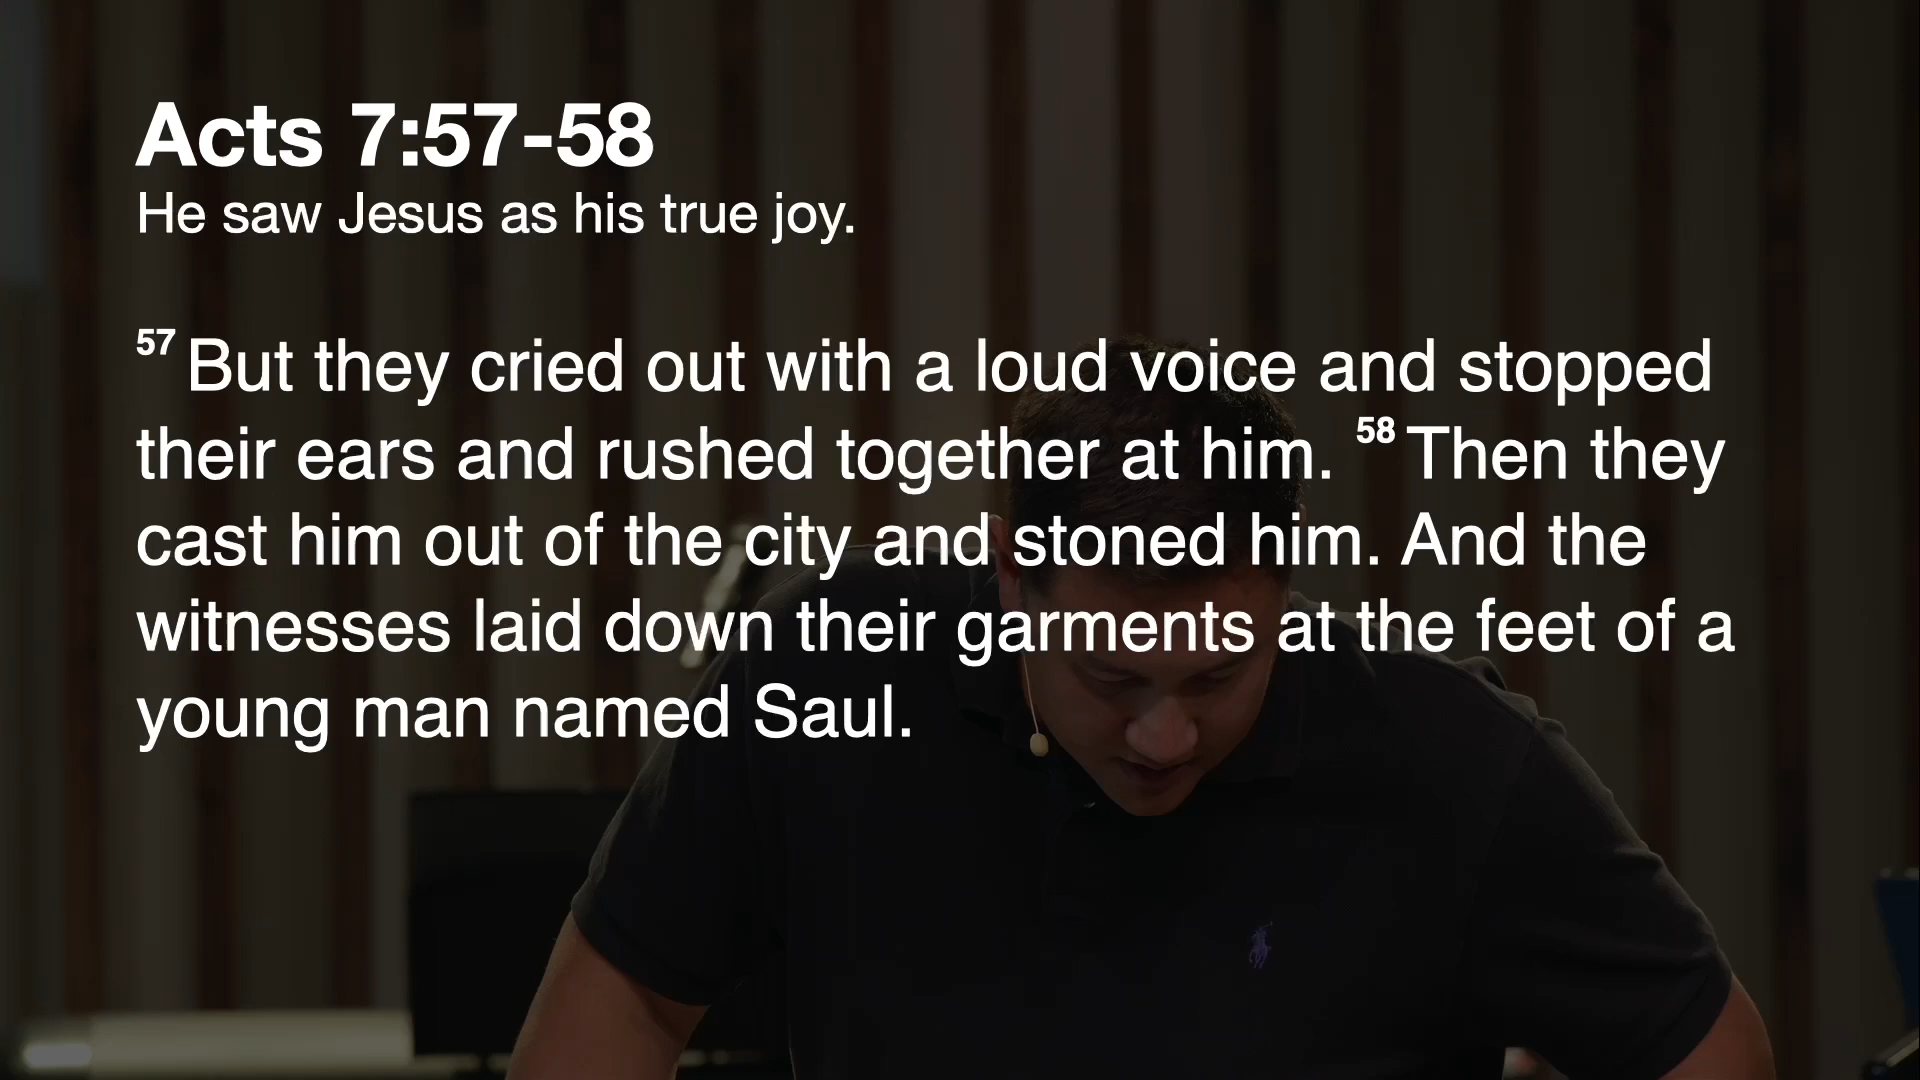 Acts 7:57-58
He saw Jesus as his true joy.
57 But they cried out with a loud voice and stopped
their ears and rushed together at him. 58 Then they
cast him out of the city and stoned him. And the
witnesses laid down their garments at the feet of a
young man named Saul.